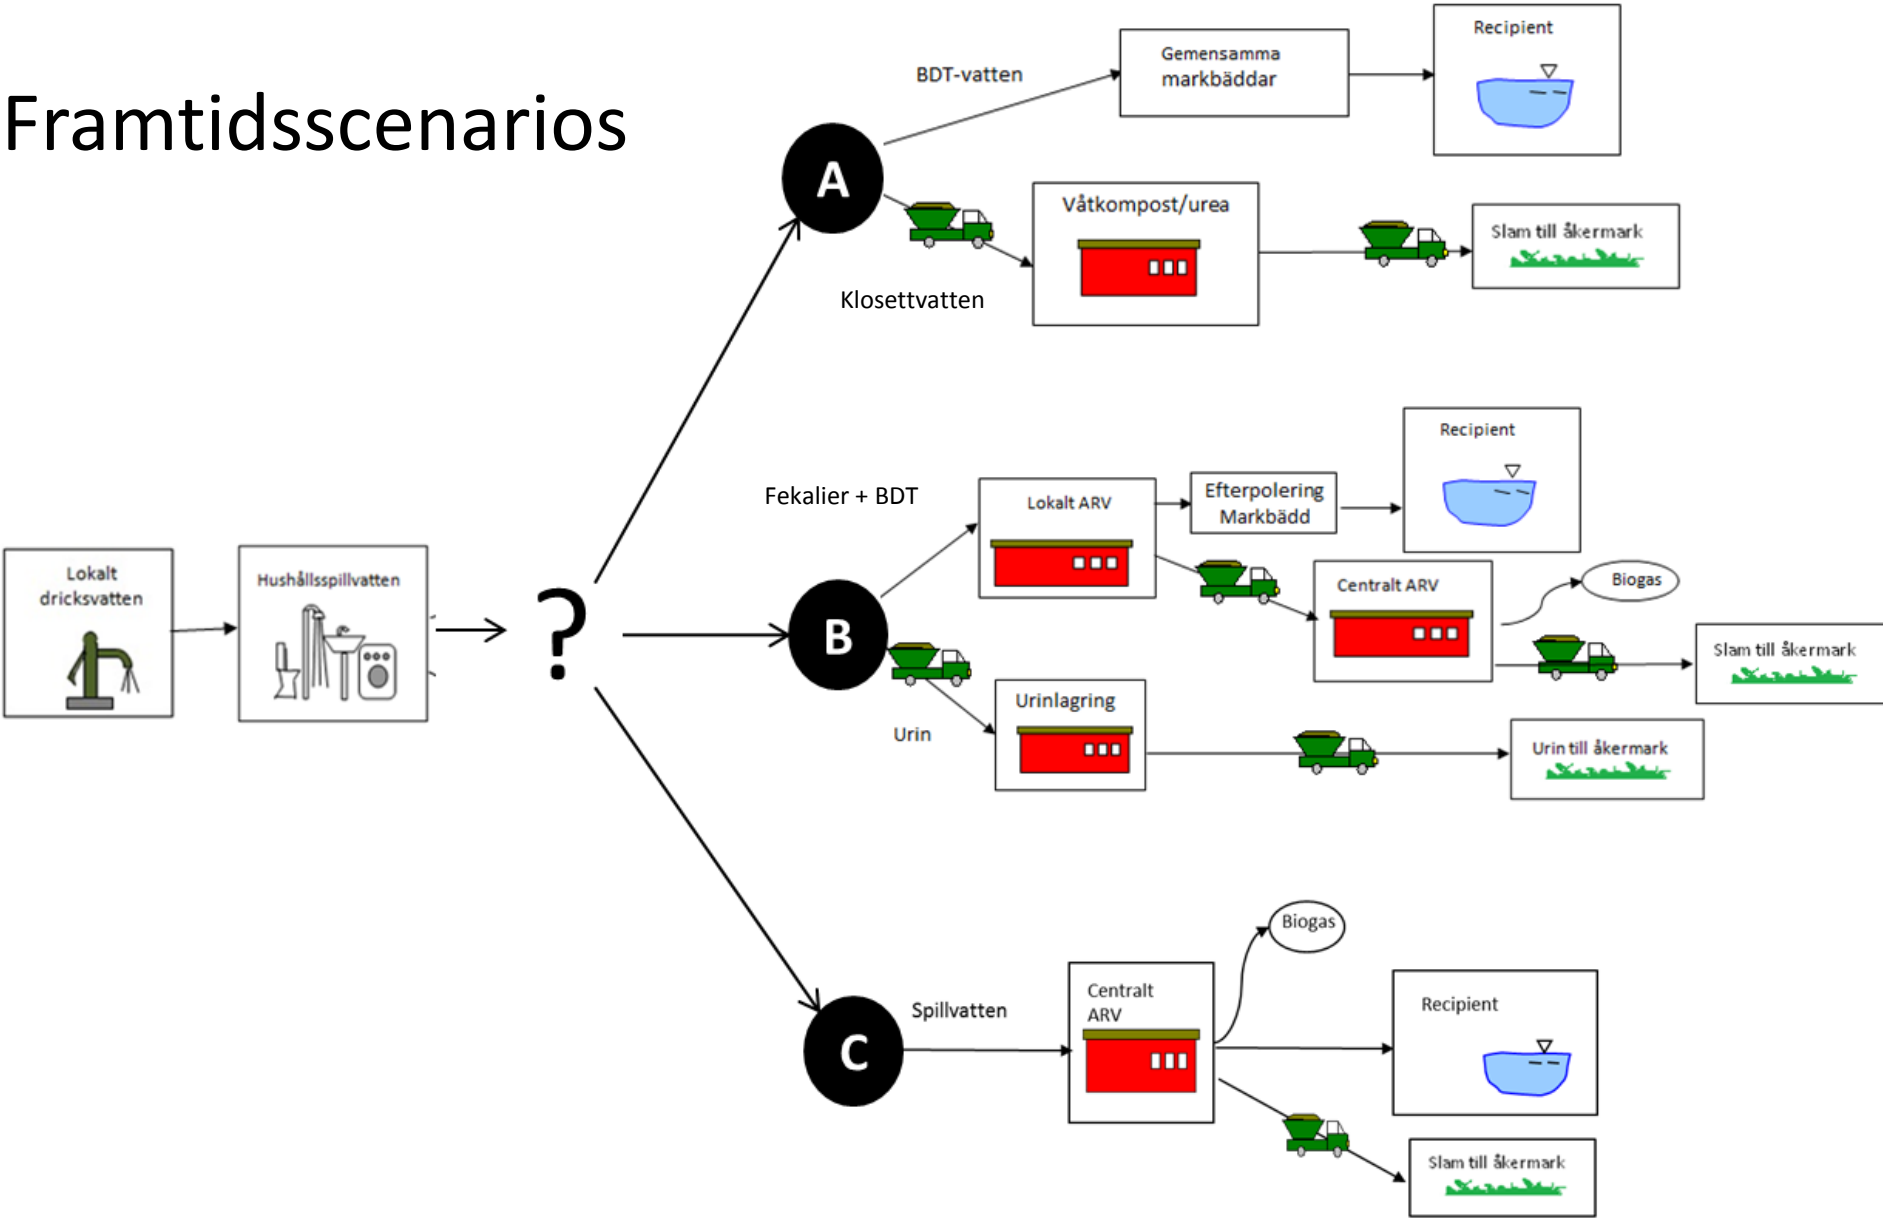 Framtidsscenarios
Lokalt
dricksvatten
Hushållsspillvatten
?
A
BDT-vatten
Gemensamma
markbäddar
Recipient
Klosettvatten
Våtkompost/urea
Slam till åkermark
B
Fekalier + BDT
Lokalt ARV
Efterpolering
Markbädd
Recipient
Centralt ARV
Biogas
Slam till åkermark
Urin
Urinlagring
Urin till åkermark
C
Spillvatten
Centralt
ARV
Biogas
Recipient
Slam till åkermark